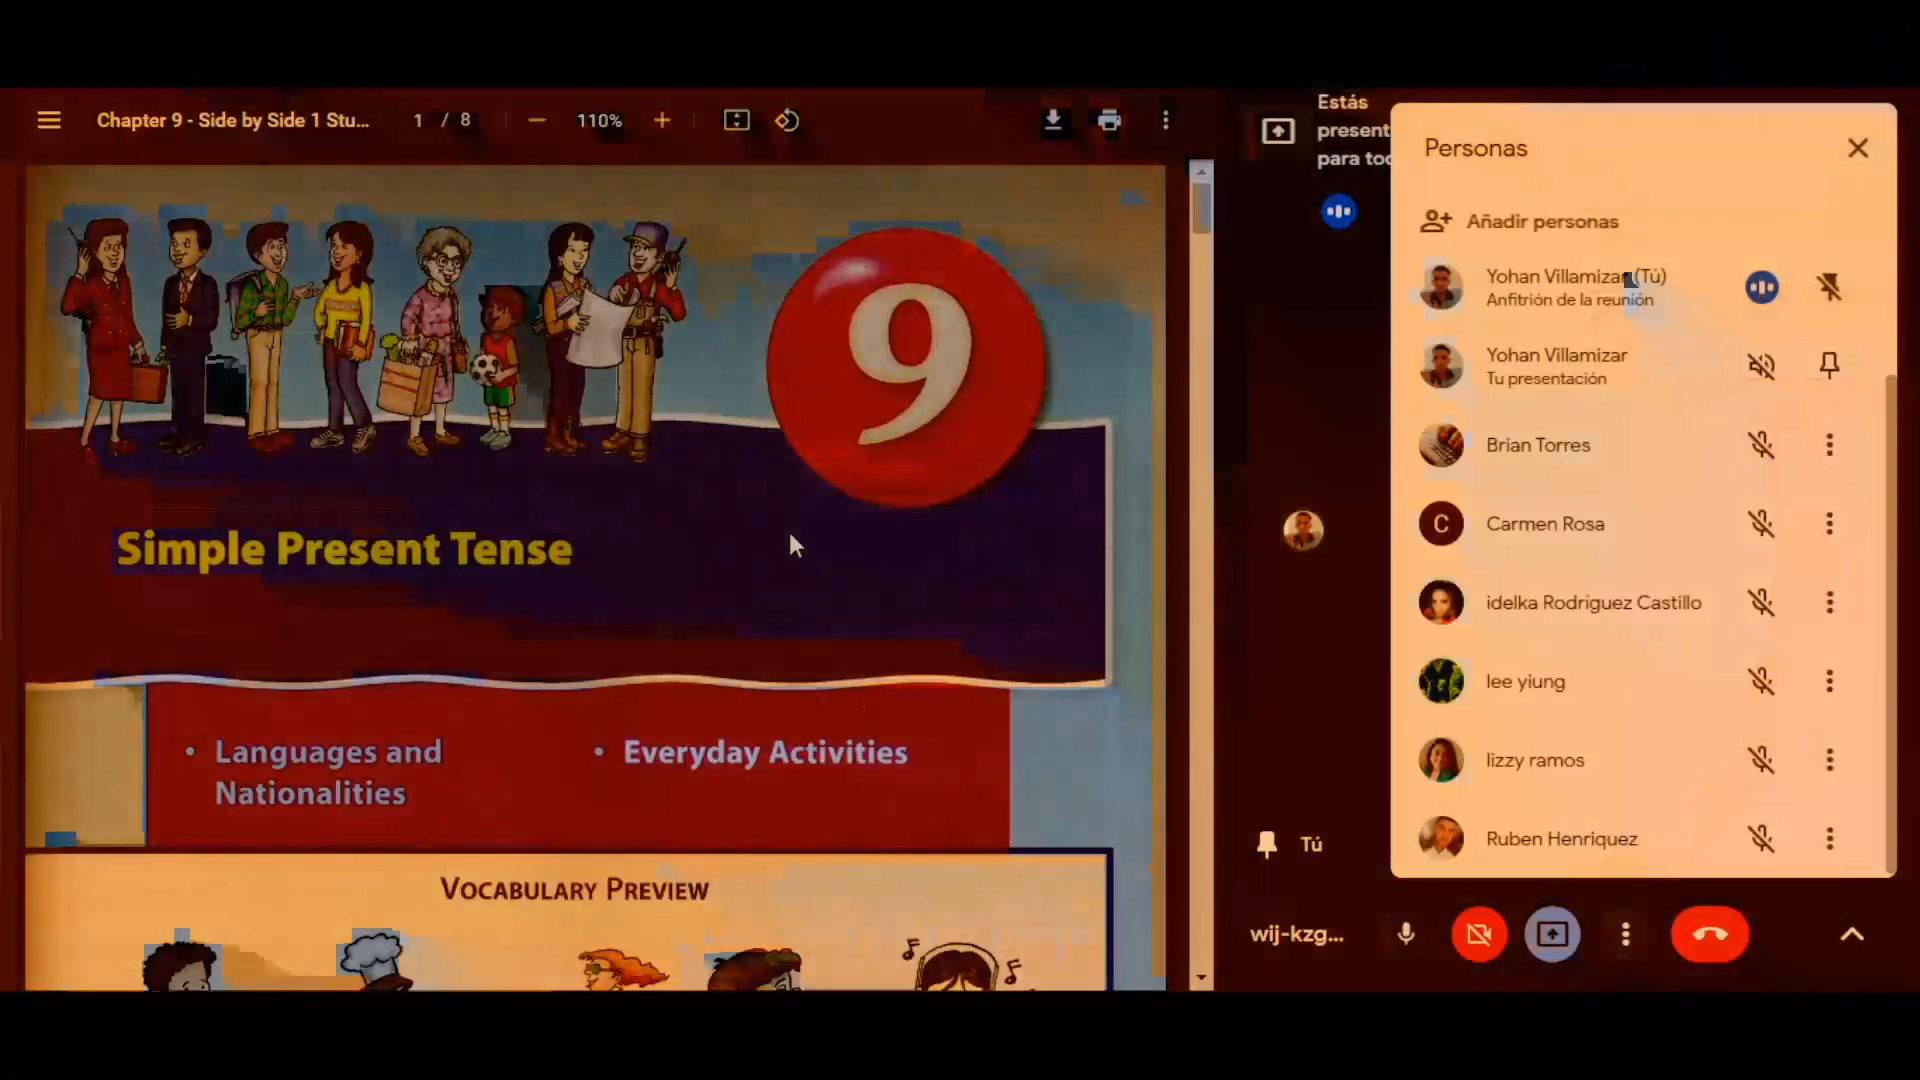 Chapter 9 - Side by Side 1 Stu...
1 / 8
110%
9
Simple Present Tense
• Languages and
Nationalities
• Everyday Activities
VOCABULARY PREVIEW
Estás
present
para toc
Personas
Añadir personas
Yohan Villamizar (Tú)
Anfitrión de la reunión
Yohan Villamizar
Tu presentación
Brian Torres
C
Carmen Rosa
idelka Rodriguez Castillo
lee yiung
lizzy ramos
Ruben Henriquez
Tú
wij-kzg...